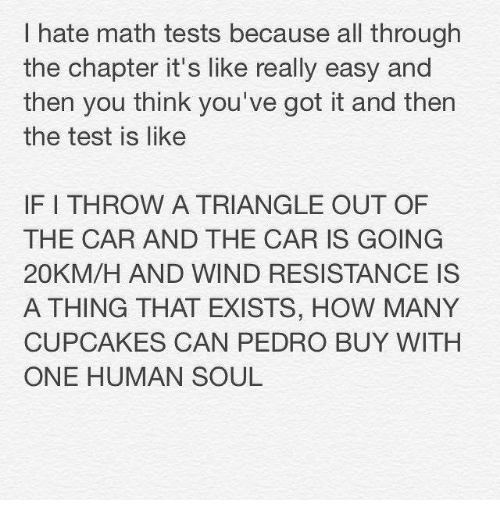 I hate math tests because all through
the chapter it's like really easy and
then you think you've got it and then
the test is like
IF I THROW A TRIANGLE OUT OF
THE CAR AND THE CAR IS GOING
20KM/H AND WIND RESISTANCE IS
A THING THAT EXISTS, HOW MANY
CUPCAKES CAN PEDRO BUY WITH
ONE HUMAN SOUL